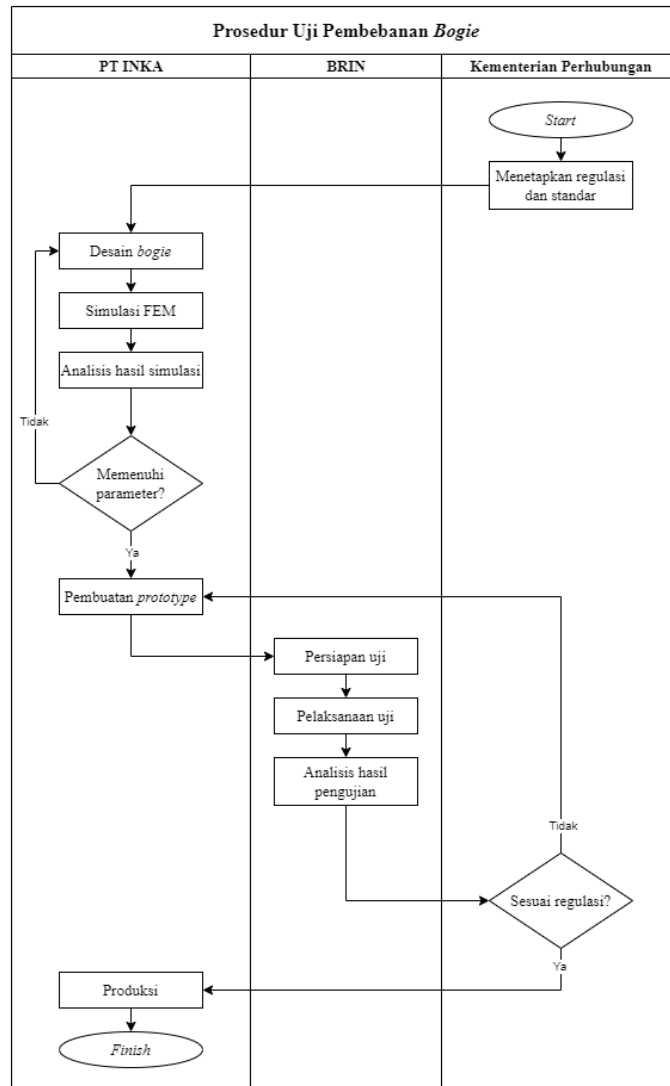 Prosedur Uji Pembebanan Bogie
PT INKA
BRIN
Kementerian Perhubungan
Start
Menetapkan regulasi
dan standar
Desain bogie
Simulasi FEM
Analisis hasil simulasi
Tidak
Memenuhi
parameter?
Ya
Pembuatan prototype
Persiapan uji
Pelaksanaan uji
Analisis hasil
pengujian
Tidak
Sesuai regulasi?
Ya
Produksi
Finish